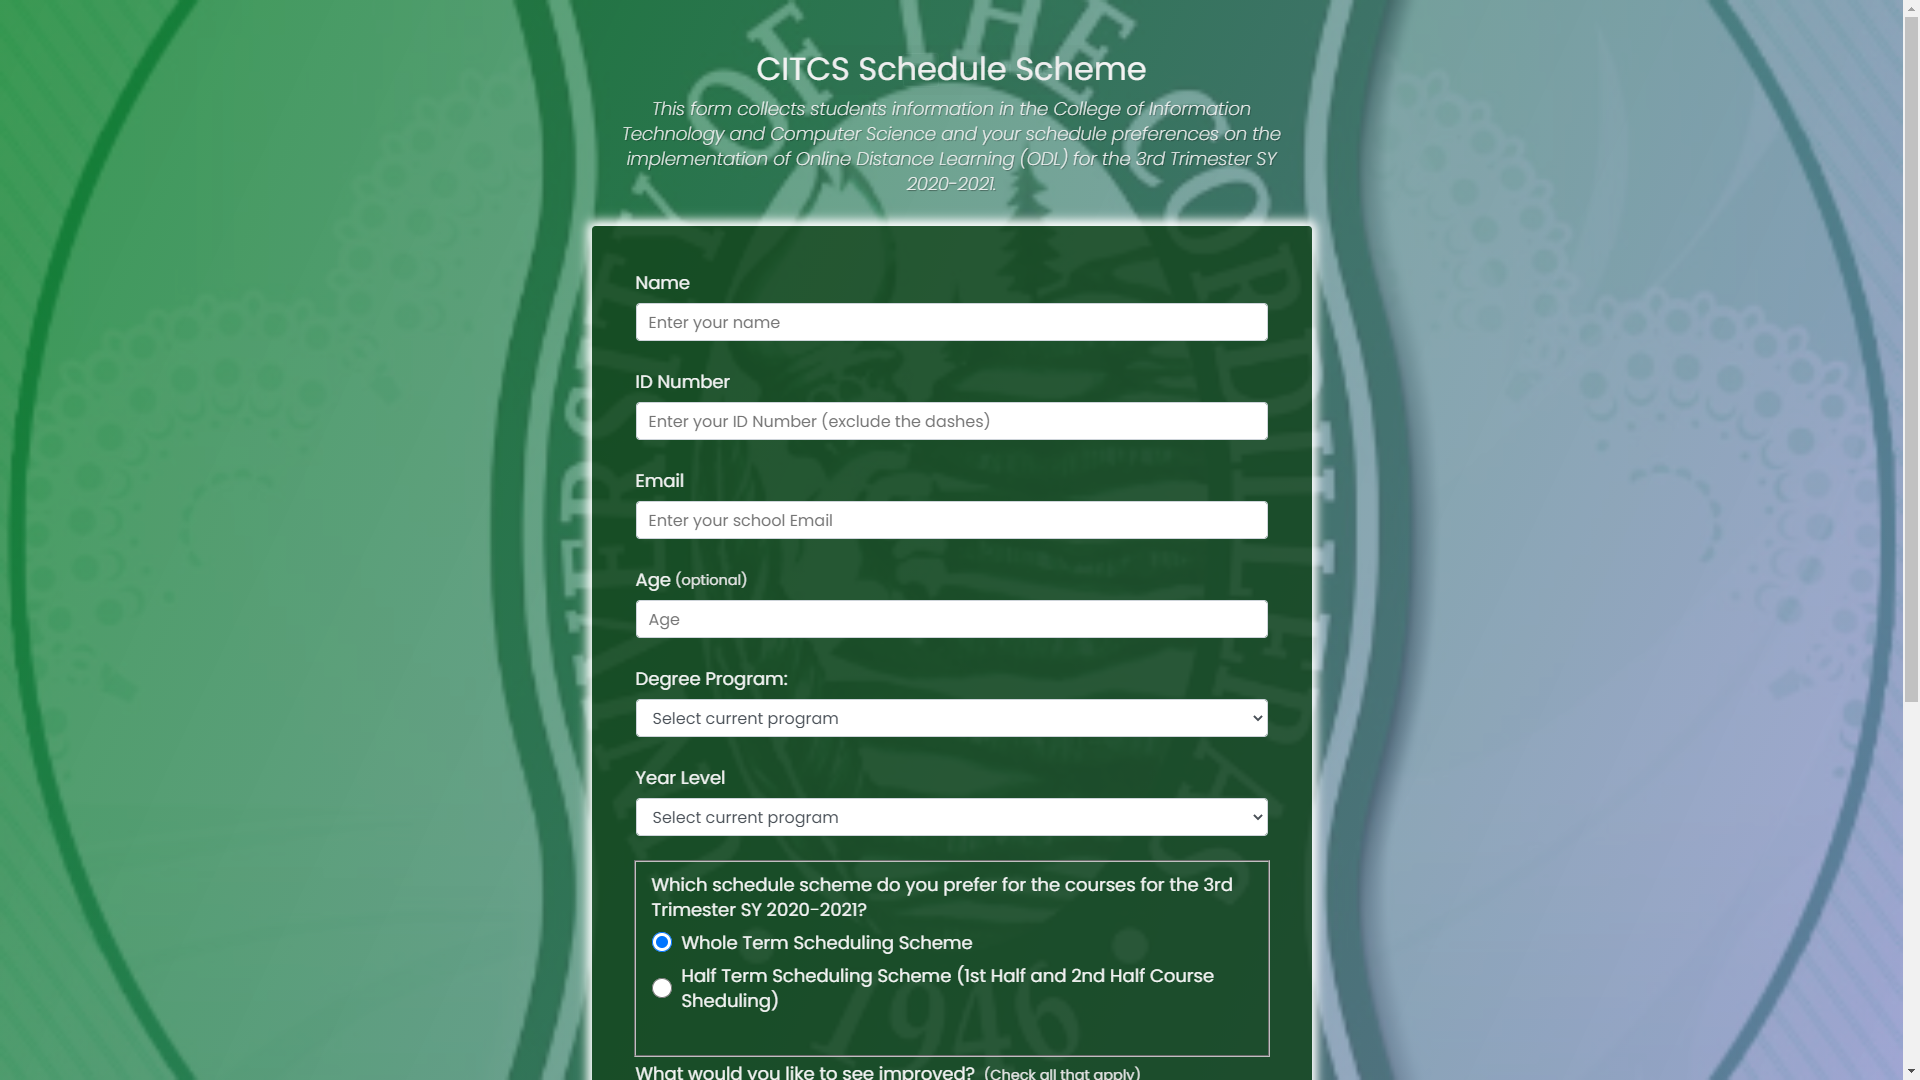 CITCS Schedule Scheme
This form collects students information in the College of Information
Technology and Computer Science and your schedule preferences on the
implementation of Online Distance Learning (ODL) for the 3rd Trimester SY
2020-2021.
Name
Enter your name
ID Number
Enter your ID Number (exclude the dashes)
Email
Enter your school Email
Age (optional)
Age
Degree Program:
Select current program
Year Level
Select current program
Which schedule scheme do you prefer for the courses for the 3rd
Trimester SY 2020-2021?
Whole Term Scheduling Scheme
Half Term Scheduling Scheme (1st Half and 2nd Half Course
Sheduling)
What would you like to see improved? (Check all that apply)
UNIVERSITY OF THE CORDILLERAS
1946